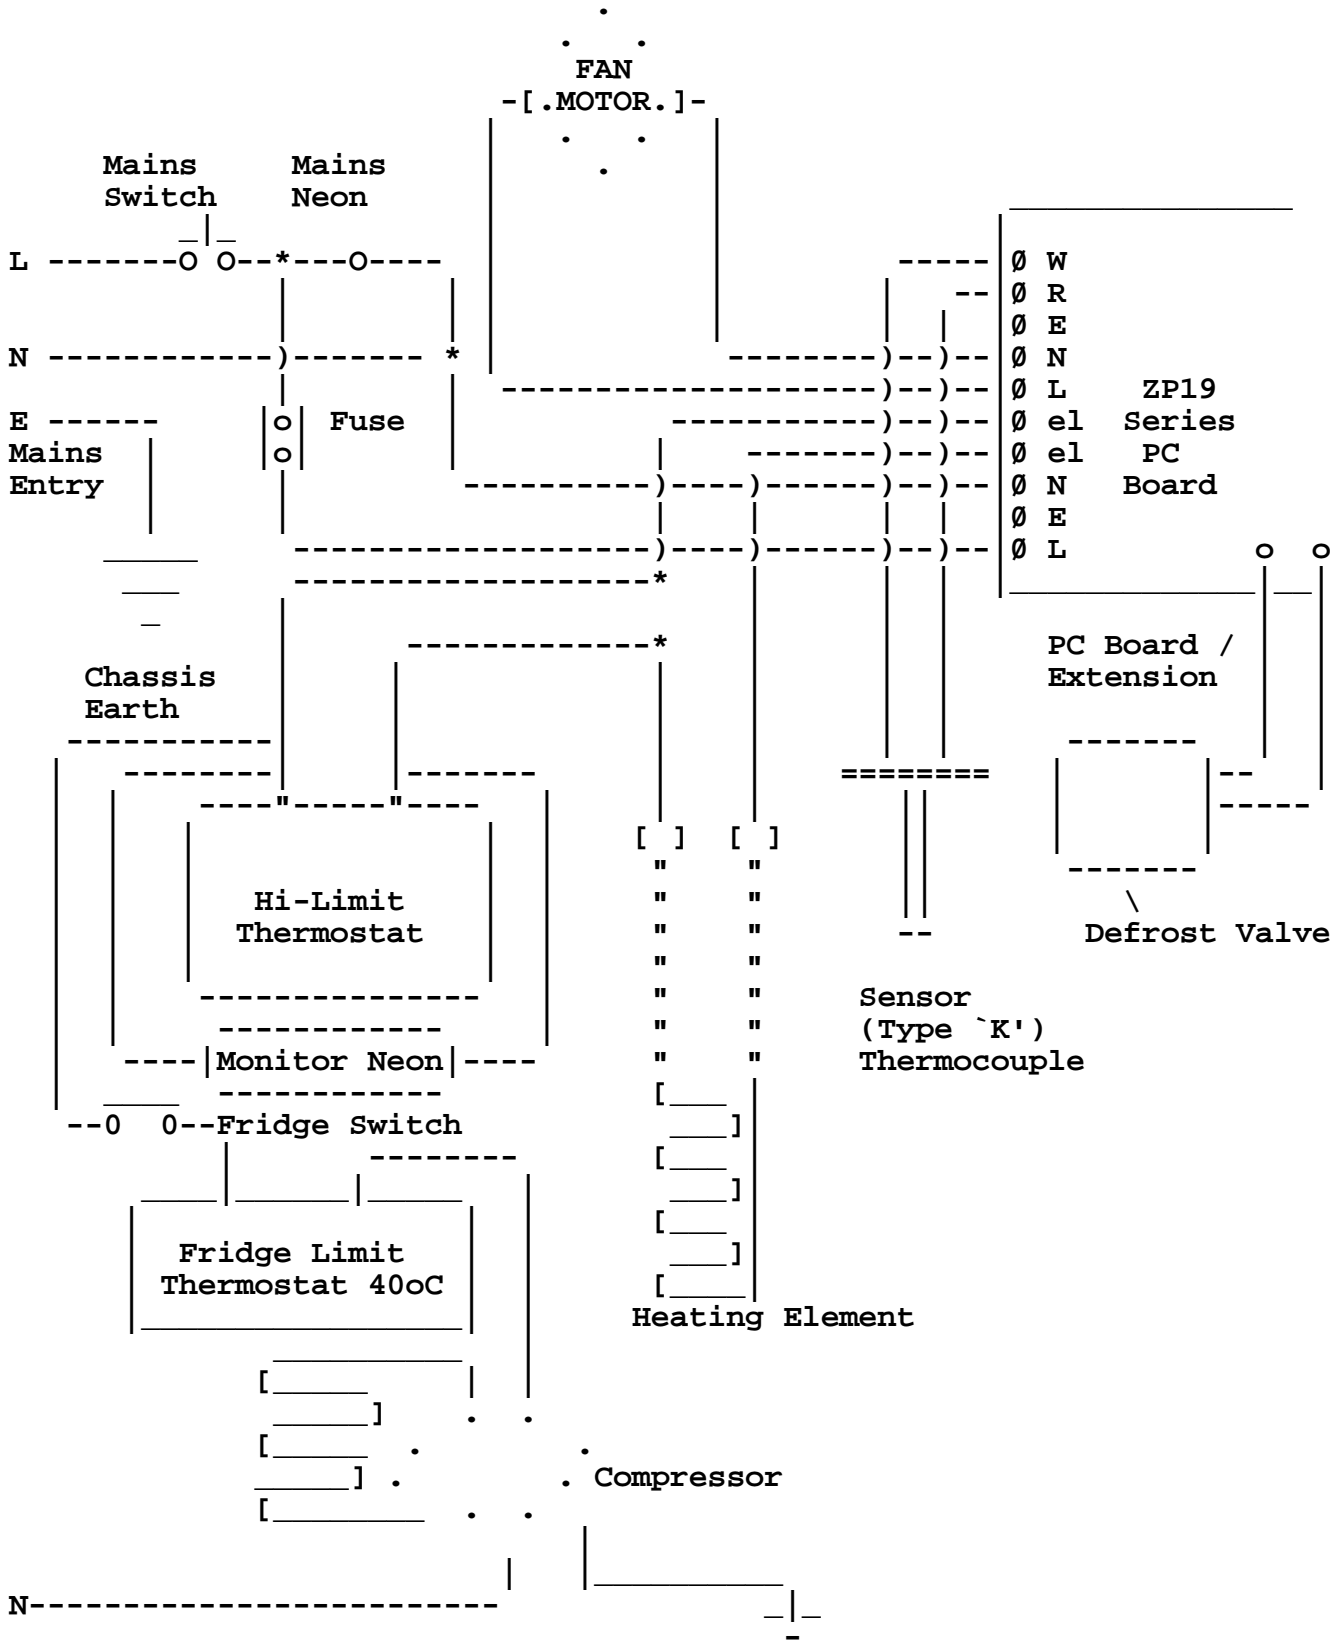 FAN
MOTOR
Mains Mains
Switch Neon
L Ø W
Ø R
Ø E
N Ø N
Ø L ZP19
E Fuse Ø el Series
Mains Ø el PC
Entry Ø N Board
Ø E
Ø L
PC Board /
Chassis Extension
Earth
Hi-Limit
Thermostat Defrost Valve
Sensor
(Type `K')
Monitor Neon Thermocouple
Fridge Switch
Fridge Limit
Thermostat 40oC
Heating Element
Compressor
N